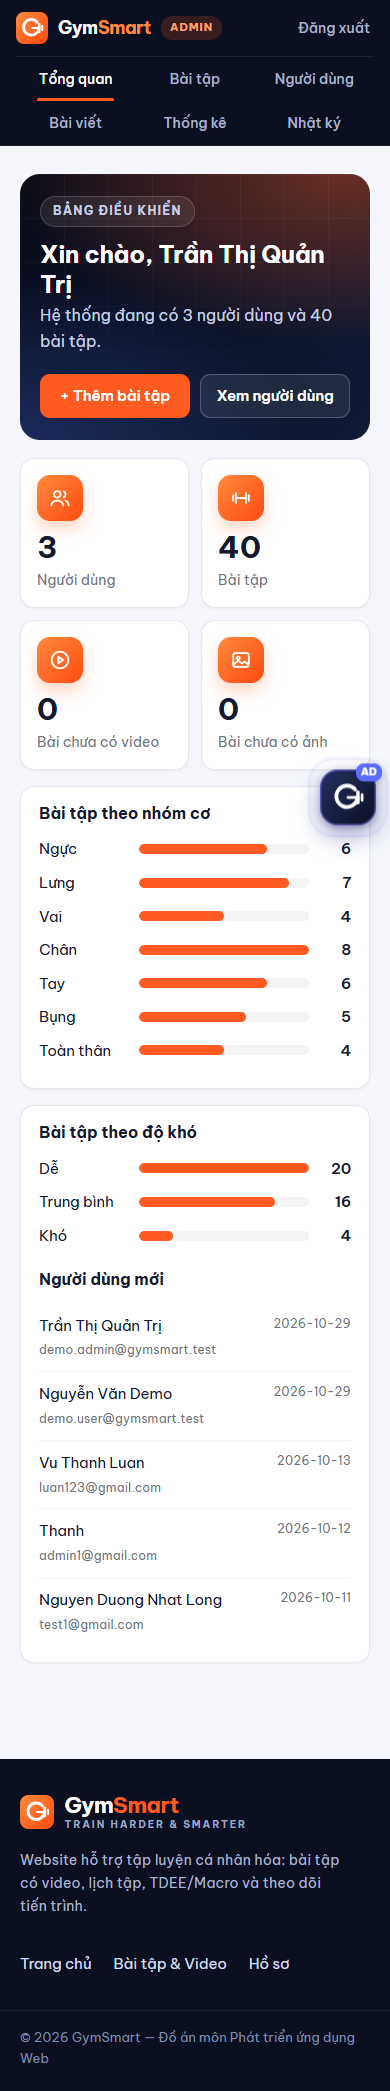 GymSmart ADMIN Đăng xuất
Tổng quan Bài tập Người dùng
Bài viết Thống kê Nhật ký
BẢNG ĐIỀU KHIỂN
Xin chào, Trần Thị Quản
Trị
Hệ thống đang có 3 người dùng và 40
bài tập.
+ Thêm bài tập Xem người dùng
3 40
Người dùng Bài tập
0 0
Bài chưa có video Bài chưa có ảnh
AD
Bài tập theo nhóm cơ
Ngực 6
Lưng 7
Vai 4
Chân 8
Tay 6
Bụng 5
Toàn thân 4
Bài tập theo độ khó
Dễ 20
Trung bình 16
Khó 4
Người dùng mới
Trần Thị Quản Trị 2026-10-29
demo.admin@gymsmart.test
Nguyễn Văn Demo 2026-10-29
demo.user@gymsmart.test
Vu Thanh Luan 2026-10-13
luan123@gmail.com
Thanh 2026-10-12
admin1@gmail.com
Nguyen Duong Nhat Long 2026-10-11
test1@gmail.com
GymSmart
TRAIN HARDER & SMARTER
Website hỗ trợ tập luyện cá nhân hóa: bài tập
có video, lịch tập, TDEE/Macro và theo dõi
tiến trình.
Trang chủ Bài tập & Video Hồ sơ
© 2026 GymSmart — Đồ án môn Phát triển ứng dụng
Web